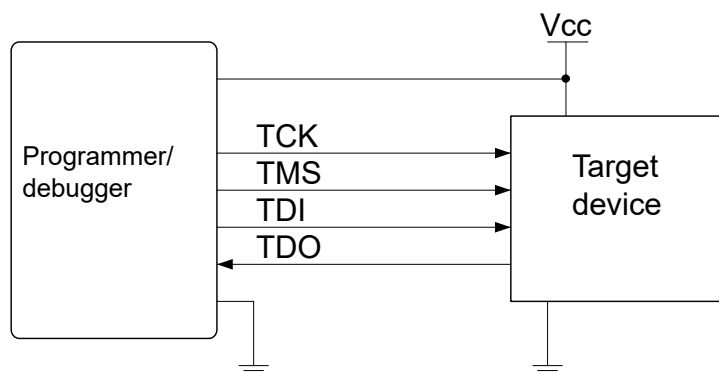 Vcc
Programmer/
debugger
TCK
TMS
TDI
TDO
Target
device